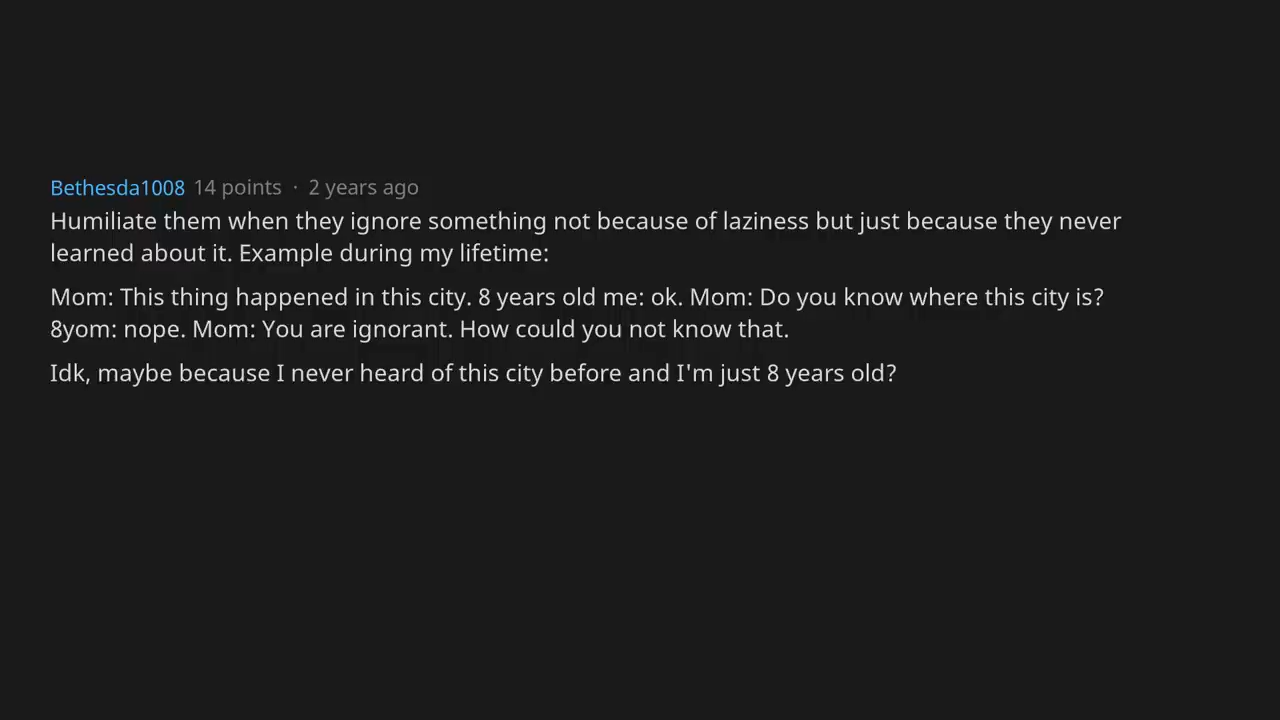 Bethesda1008 14 points · 2 years ago
Humiliate them when they ignore something not because of laziness but just because they never
learned about it. Example during my lifetime:
Mom: This thing happened in this city. 8 years old me: ok. Mom: Do you know where this city is?
8yom: nope. Mom: You are ignorant. How could you not know that.
Idk, maybe because I never heard of this city before and I'm just 8 years old?